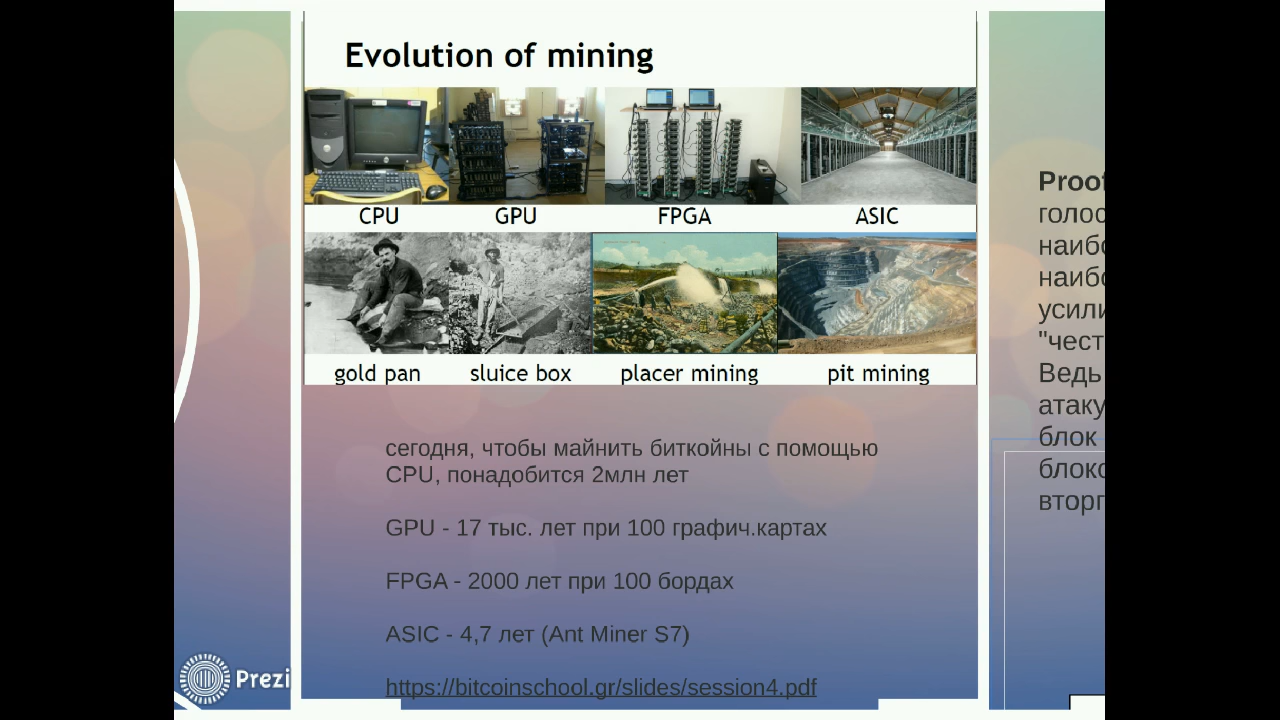 Evolution of mining
CPU GPU FPGA ASIC
gold pan sluice box placer mining pit mining
сегодня, чтобы майнить биткойны с помощью
CPU, понадобится 2млн лет
GPU - 17 тыс. лет при 100 графич.картах
FPGA - 2000 лет при 100 бордах
ASIC - 4,7 лет (Ant Miner S7)
https://bitcoinschool.gr/slides/session4.pdf
Ведь
блок
Prezi